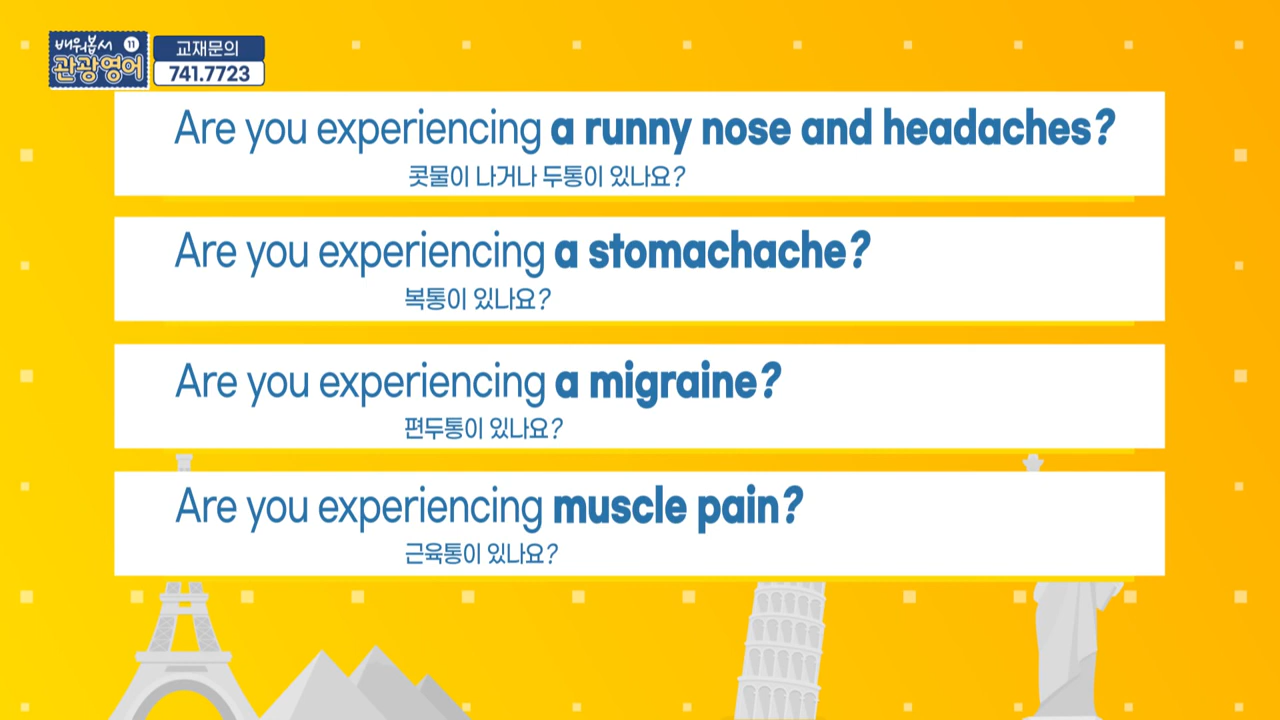 배워봅서 11
관광영어
교재문의
741.7723
Are you experiencing a runny nose and headaches?
콧물이 나거나 두통이 있나요?
Are you experiencing a stomachache?
복통이 있나요?
Are you experiencing a migraine?
편두통이 있나요?
Are you experiencing muscle pain?
근육통이 있나요?